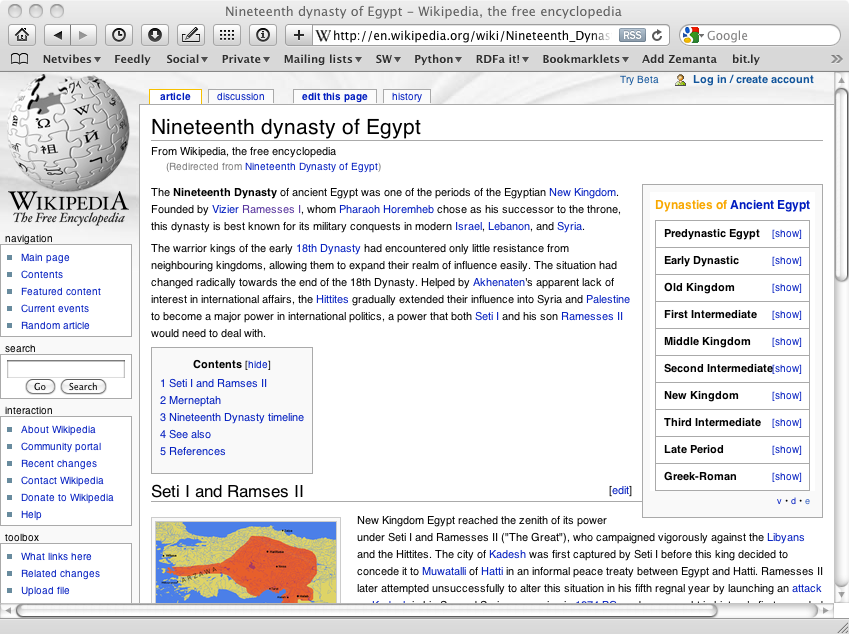 Nineteenth dynasty of Egypt – Wikipedia, the free encyclopedia
http://en.wikipedia.org/wiki/Nineteenth_Dynas RSS Google
Netvibes Feedly Social Private Mailing lists SW Python RDFa it! Bookmarklets Add Zemanta bit.ly
Try Beta Log in / create account
article discussion edit this page history
WIKIPEDIA
The Free Encyclopedia
navigation
Main page
Contents
Featured content
Current events
Random article
search
Go Search
interaction
About Wikipedia
Community portal
Recent changes
Contact Wikipedia
Donate to Wikipedia
Help
toolbox
What links here
Related changes
Upload file
Nineteenth dynasty of Egypt
From Wikipedia, the free encyclopedia
(Redirected from Nineteenth Dynasty of Egypt)
The Nineteenth Dynasty of ancient Egypt was one of the periods of the Egyptian New Kingdom.
Founded by Vizier Ramesses I, whom Pharaoh Horemheb chose as his successor to the throne,
this dynasty is best known for its military conquests in modern Israel, Lebanon, and Syria.
The warrior kings of the early 18th Dynasty had encountered only little resistance from
neighbouring kingdoms, allowing them to expand their realm of influence easily. The situation had
changed radically towards the end of the 18th Dynasty. Helped by Akhenaten's apparent lack of
interest in international affairs, the Hittites gradually extended their influence into Syria and Palestine
to become a major power in international politics, a power that both Seti I and his son Ramesses II
would need to deal with.
Dynasties of Ancient Egypt
Predynastic Egypt [show]
Early Dynastic [show]
Old Kingdom [show]
First Intermediate [show]
Middle Kingdom [show]
Second Intermediate [show]
New Kingdom [show]
Third Intermediate [show]
Late Period [show]
Greek-Roman [show]
v • d • e
Contents [hide]
1 Seti I and Ramses II
2 Merneptah
3 Nineteenth Dynasty timeline
4 See also
5 References
Seti I and Ramses II [edit]
ARZAWA
New Kingdom Egypt reached the zenith of its power
under Seti I and Ramesses II ("The Great"), who campaigned vigorously against the Libyans
and the Hittites. The city of Kadesh was first captured by Seti I before this king decided to
concede it to Muwatalli of Hatti in an informal peace treaty between Egypt and Hatti. Ramesses II
later attempted unsuccessfully to alter this situation in his fifth regnal year by launching an attack